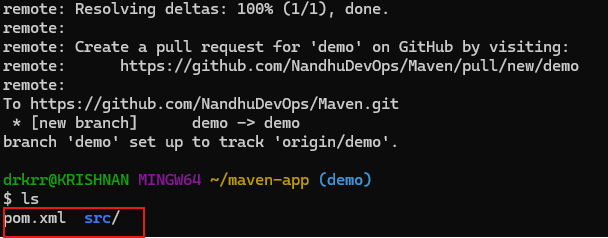 remote: Resolving deltas: 100% (1/1), done.
remote:
remote: Create a pull request for 'demo' on GitHub by visiting:
remote:      https://github.com/NandhuDevOps/Maven/pull/new/demo
remote:
To https://github.com/NandhuDevOps/Maven.git
 * [new branch]      demo -> demo
branch 'demo' set up to track 'origin/demo'.
drkrr@KRISHNAN MINGW64 ~/maven-app (demo)
$ ls
pom.xml  src/